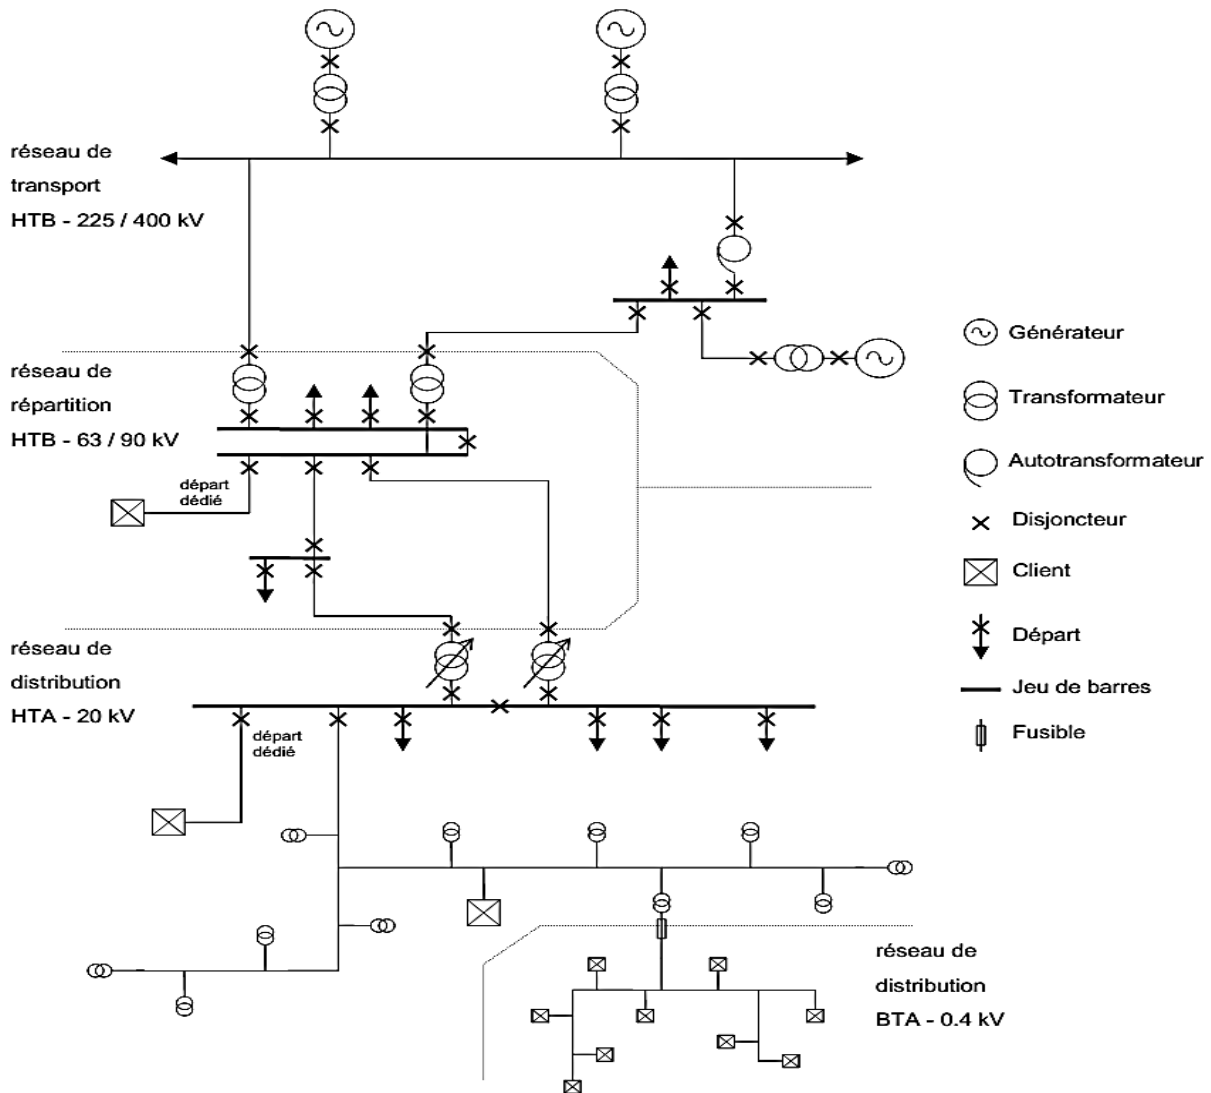 réseau de
transport
HTB - 225 / 400 kV
réseau de
répartition
HTB - 63 / 90 kV
départ
dédié
réseau de
distribution
HTA - 20 kV
départ
dédié
réseau de
distribution
BTA - 0.4 kV
Générateur
Transformateur
Autotransformateur
Disjoncteur
Client
Départ
Jeu de barres
Fusible